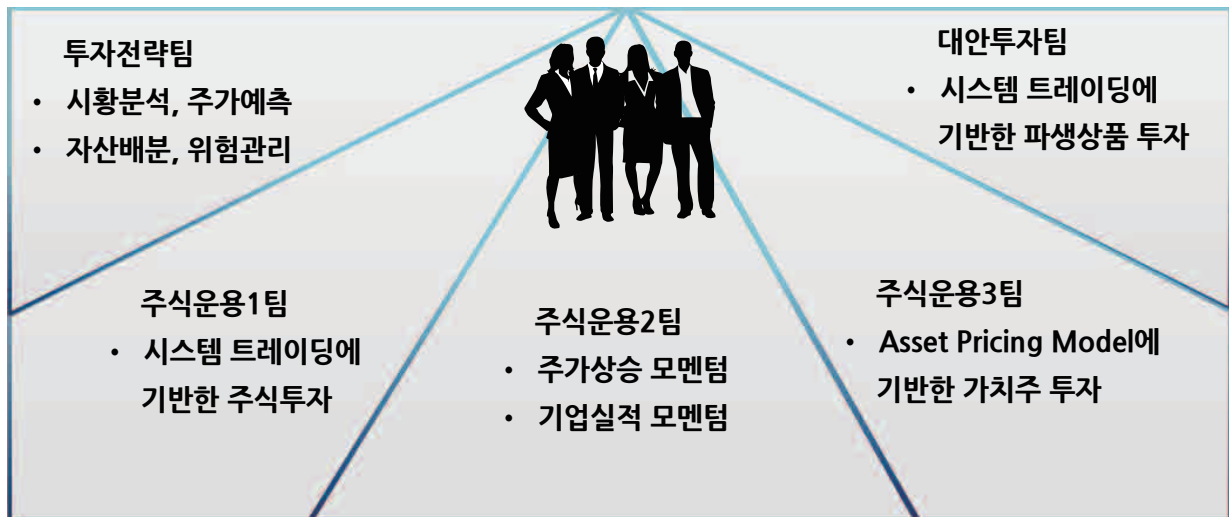 투자전략팀
• 시황분석, 주가예측
• 자산배분, 위험관리
대안투자팀
• 시스템 트레이딩에
기반한 파생상품 투자
주식운용1팀
• 시스템 트레이딩에
기반한 주식투자
주식운용2팀
• 주가상승 모멘텀
• 기업실적 모멘텀
주식운용3팀
• Asset Pricing Model에
기반한 가치주 투자